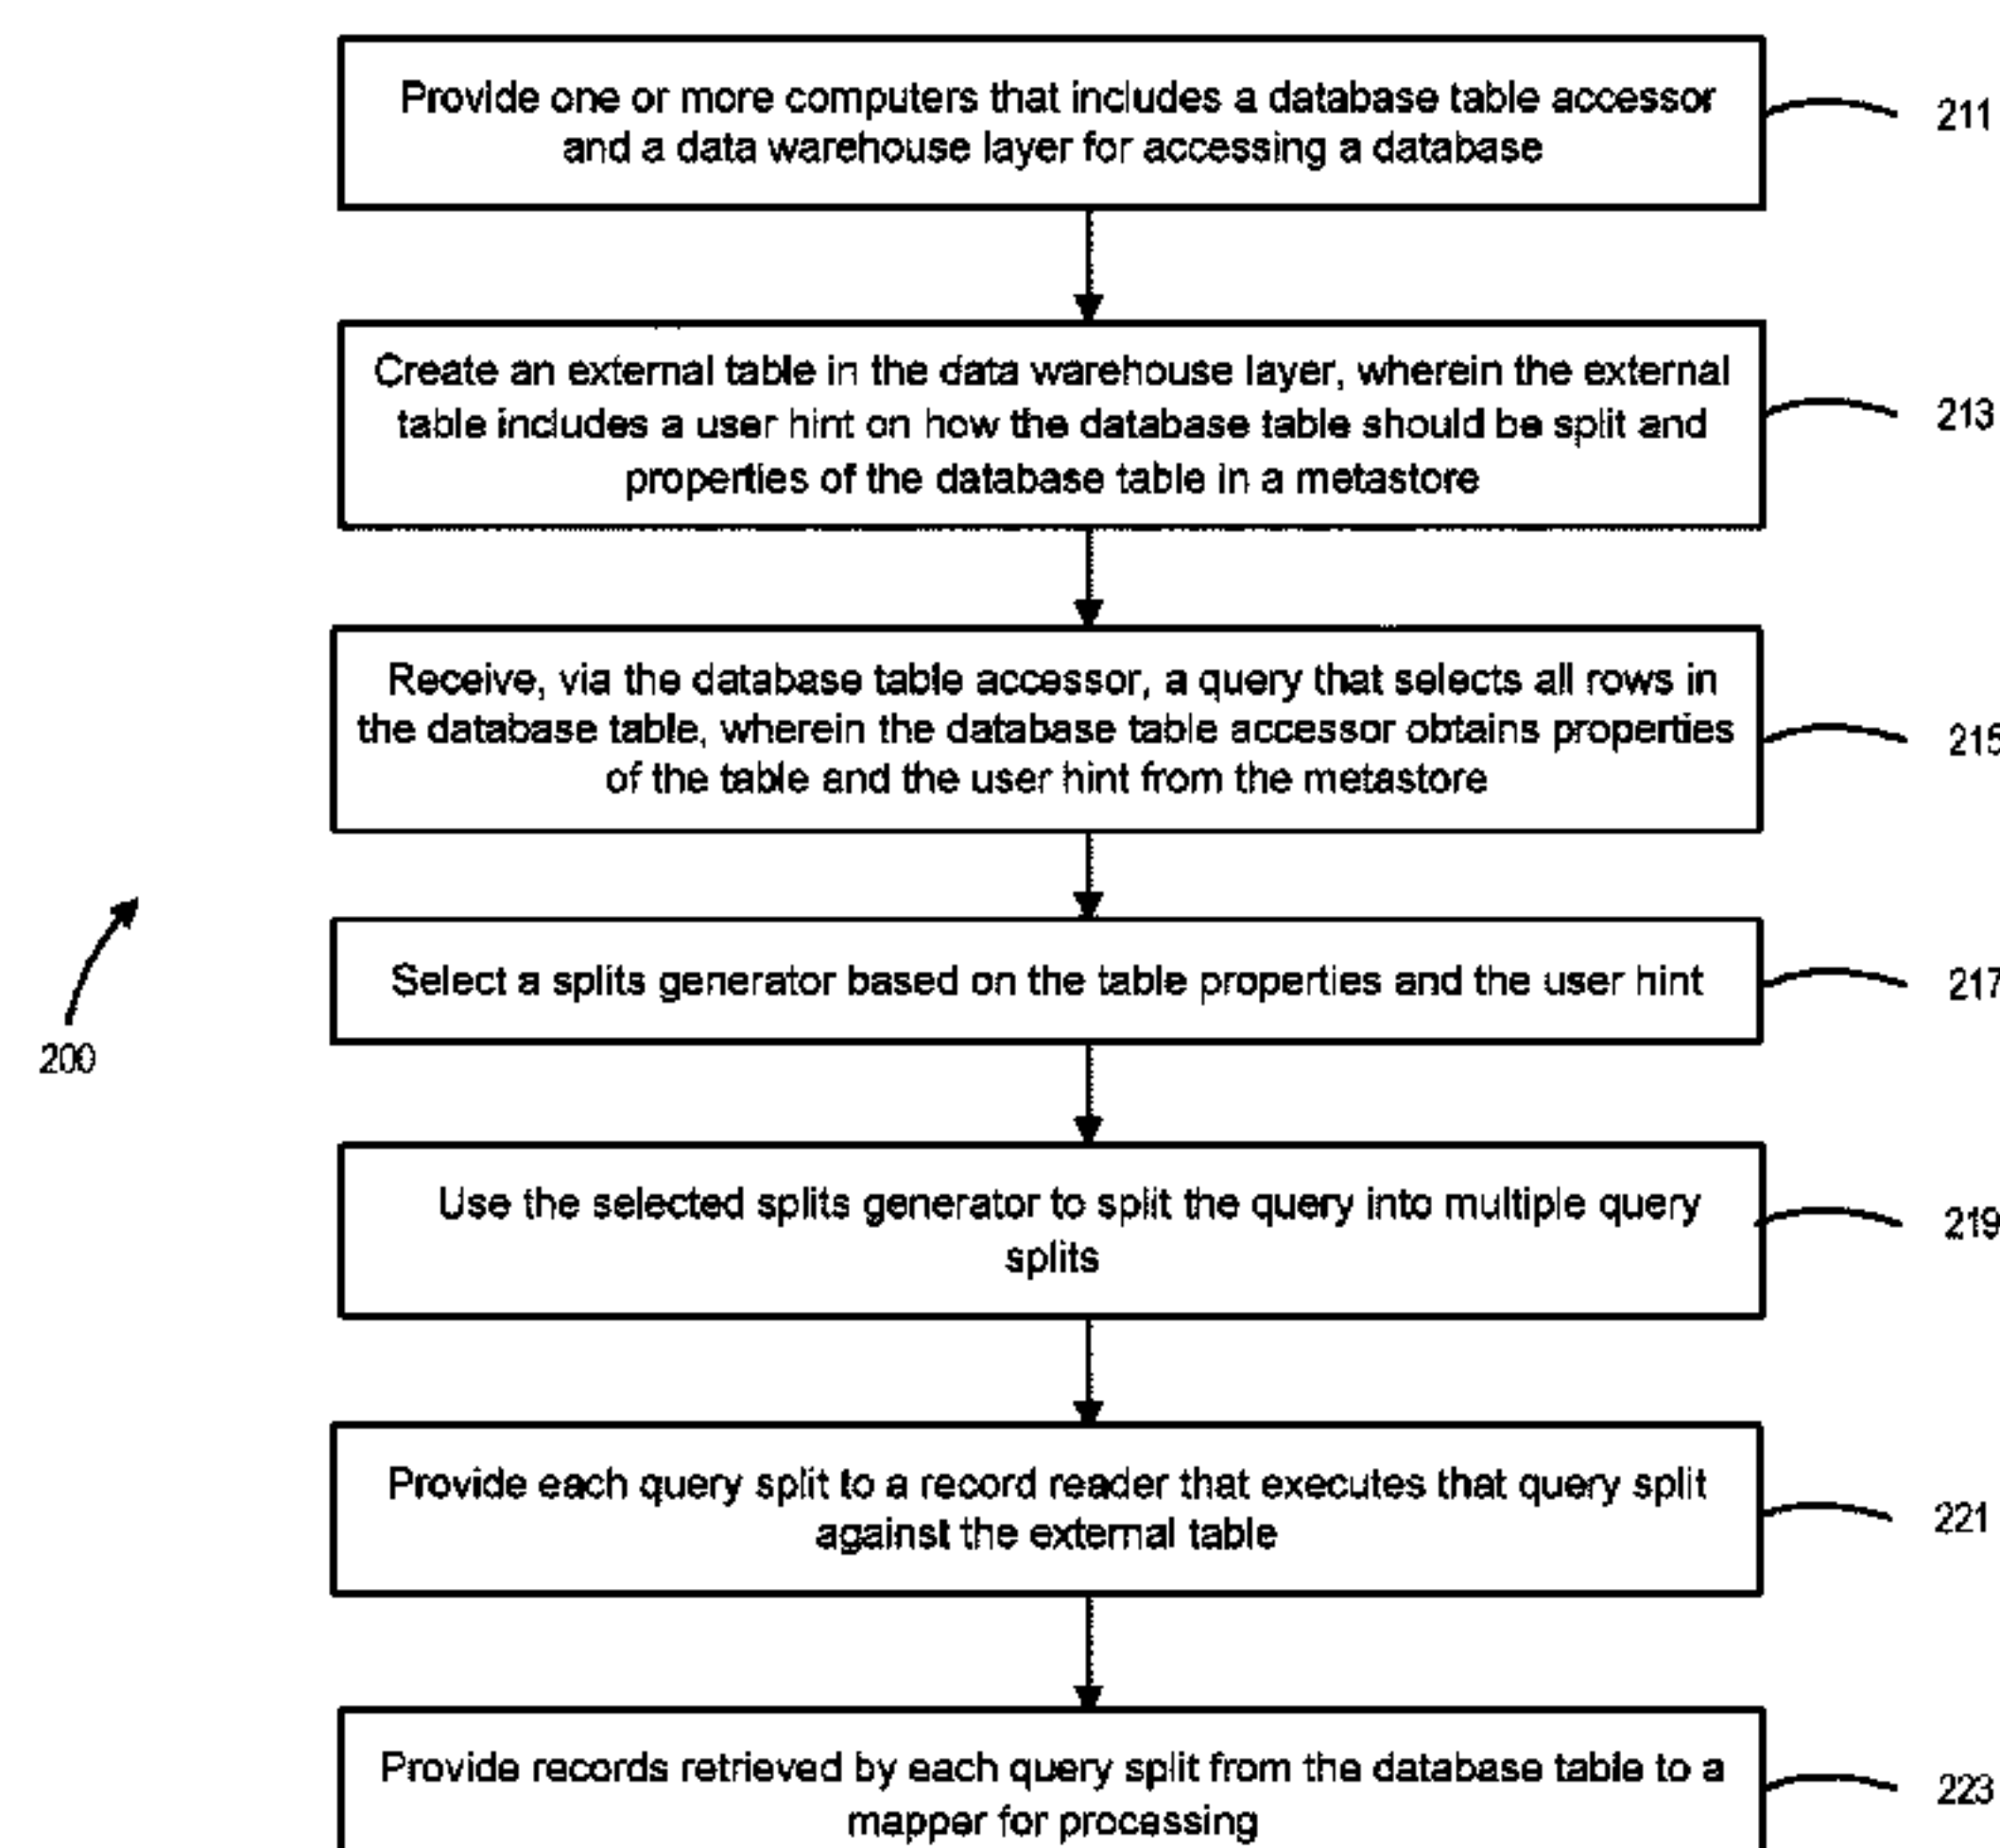 Provide one or more computers that includes a database table accessor
and a data warehouse layer for accessing a database
211
Create an external table in the data warehouse layer, wherein the external
table includes a user hint on how the database table should be split and
properties of the database table in a metastore
213
Receive, via the database table accessor, a query that selects all rows in
the database table, wherein the database table accessor obtains properties
of the table and the user hint from the metastore
215
Select a splits generator based on the table properties and the user hint
217
200
Use the selected splits generator to split the query into multiple query
splits
219
Provide each query split to a record reader that executes that query split
against the external table
221
Provide records retrieved by each query split from the database table to a
mapper for processing
223